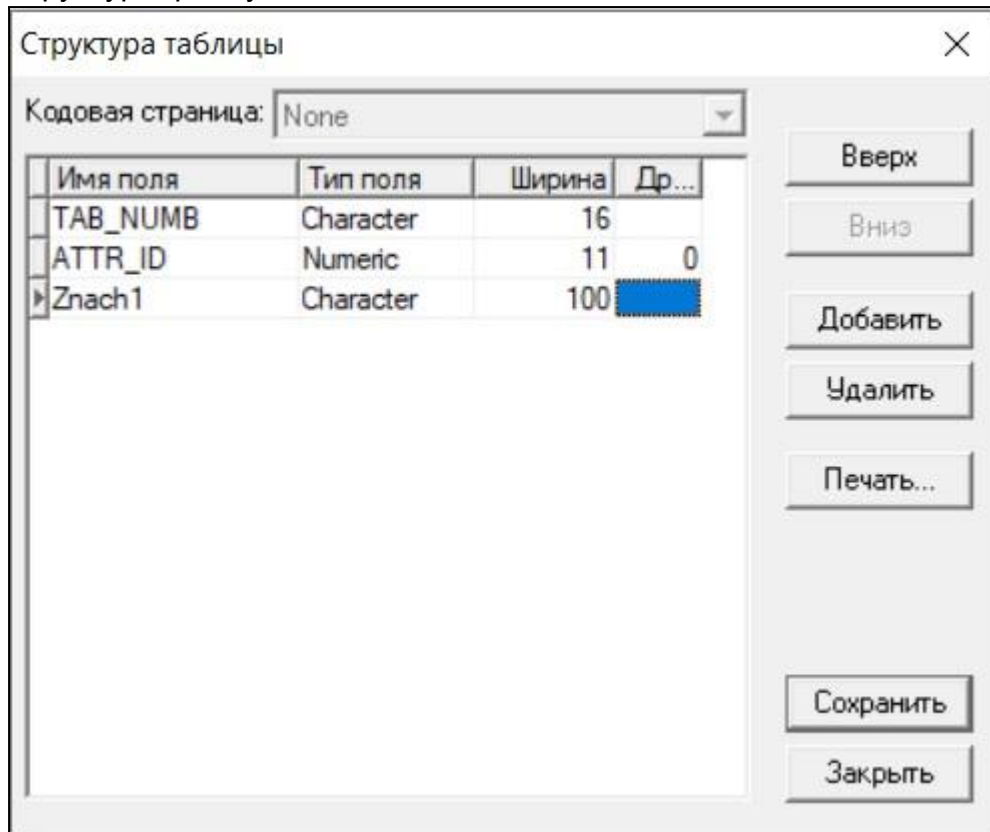 Структура таблицы
Кодовая страница: None
Имя поля Тип поля Ширина Др...
TAB_NUMB Character 16
ATTR_ID Numeric 11 0
Znach1 Character 100
Вверх
Вниз
Добавить
Удалить
Печать...
Сохранить
Закрыть